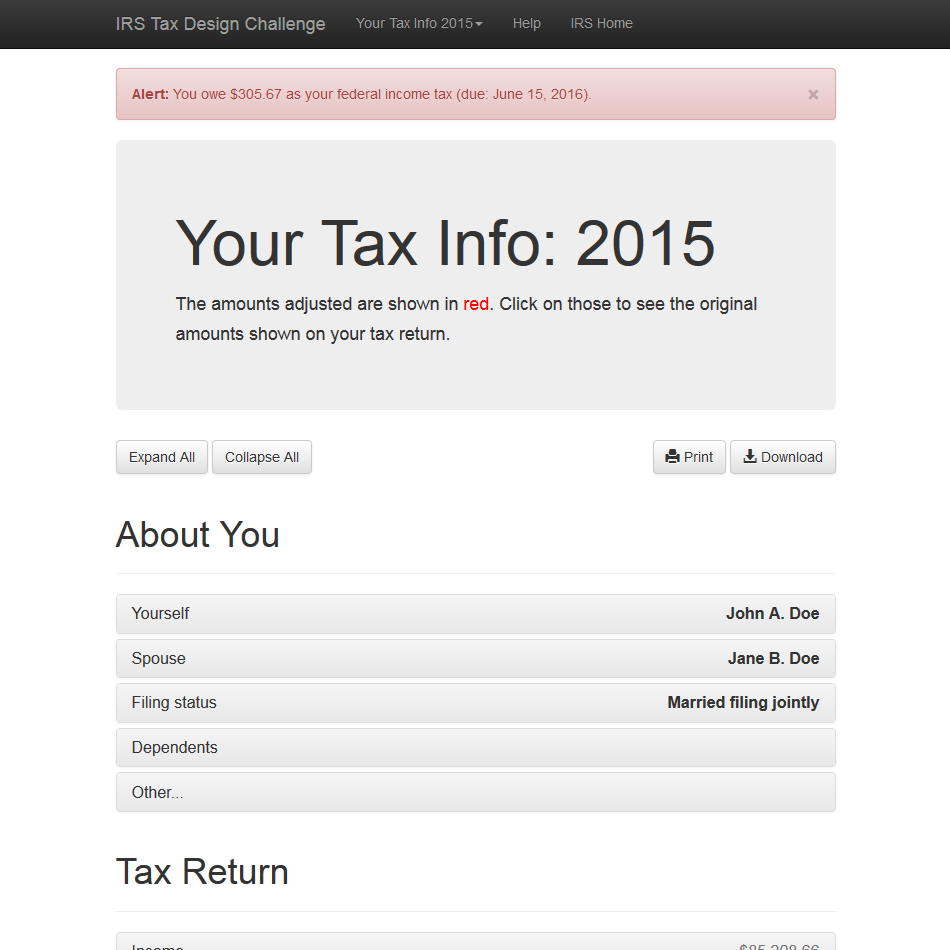 IRS Tax Design Challenge Your Tax Info 2015 Help IRS Home
Alert: You owe $305.67 as your federal income tax (due: June 15, 2016). ×
Your Tax Info: 2015
The amounts adjusted are shown in red. Click on those to see the original
amounts shown on your tax return.
Expand All Collapse All Print Download
About You
Yourself John A. Doe
Spouse Jane B. Doe
Filing status Married filing jointly
Dependents
Other...
Tax Return
Income